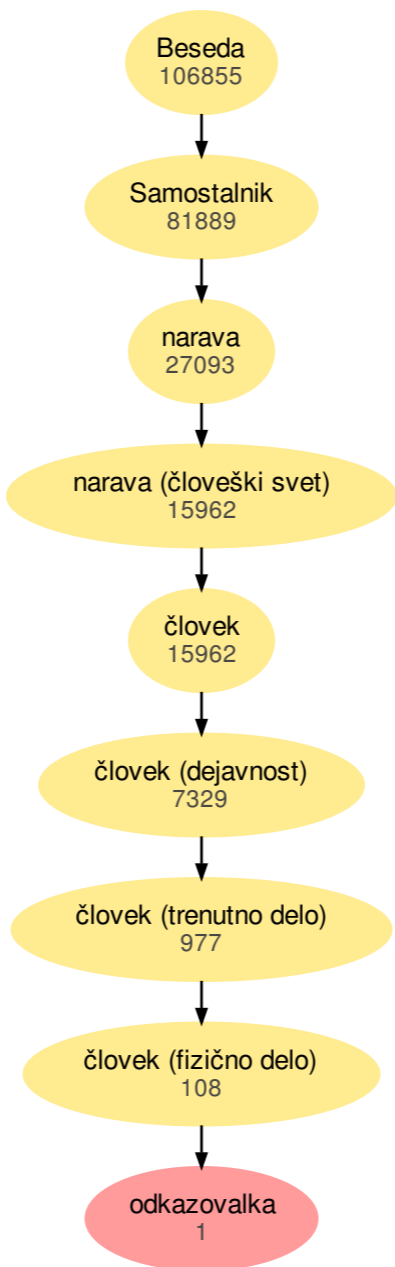 Beseda
106855
Samostalnik
81889
narava
27093
narava (človeški svet)
15962
človek
15962
človek (dejavnost)
7329
človek (trenutno delo)
977
človek (fizično delo)
108
odkazovalka
1